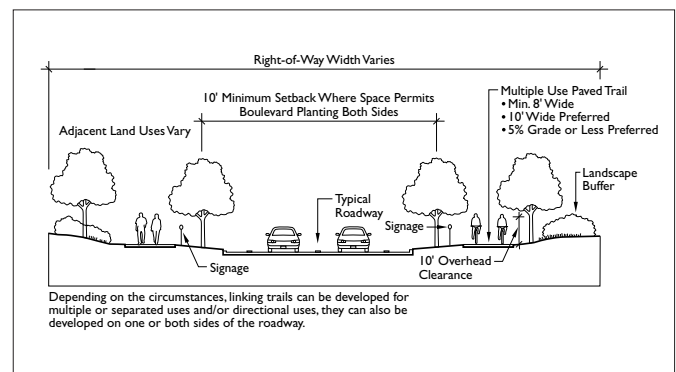 Right-of-Way Width Varies
10' Minimum Setback Where Space Permits
Boulevard Planting Both Sides
Adjacent Land Uses Vary
Multiple Use Paved Trail
• Min. 8' Wide
• 10' Wide Preferred
• 5% Grade or Less Preferred
Landscape
Buffer
Typical
Roadway
Signage
Signage
10' Overhead
Clearance
Depending on the circumstances, linking trails can be developed for
multiple or separated uses and/or directional uses, they can also be
developed on one or both sides of the roadway.